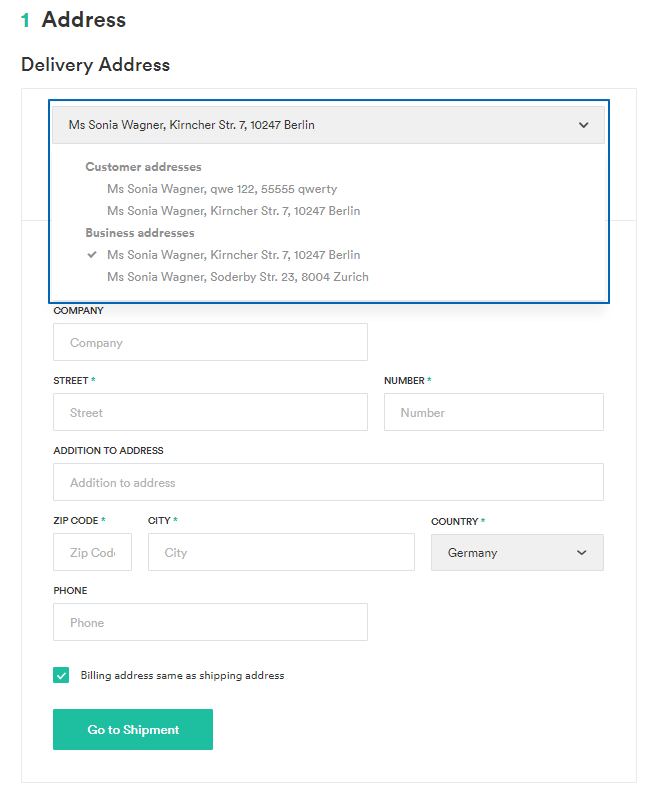 1 Address
Delivery Address
Ms Sonia Wagner, Kirncher Str. 7, 10247 Berlin
Customer addresses
Ms Sonia Wagner, qwe 122, 55555 qwerty
Ms Sonia Wagner, Kirncher Str. 7, 10247 Berlin
Business addresses
Ms Sonia Wagner, Kirncher Str. 7, 10247 Berlin
Ms Sonia Wagner, Soderby Str. 23, 8004 Zurich
COMPANY
Company
STREET * NUMBER *
Street Number
ADDITION TO ADDRESS
Addition to address
ZIP CODE * CITY * COUNTRY *
Zip Code City Germany
PHONE
Phone
Billing address same as shipping address
Go to Shipment